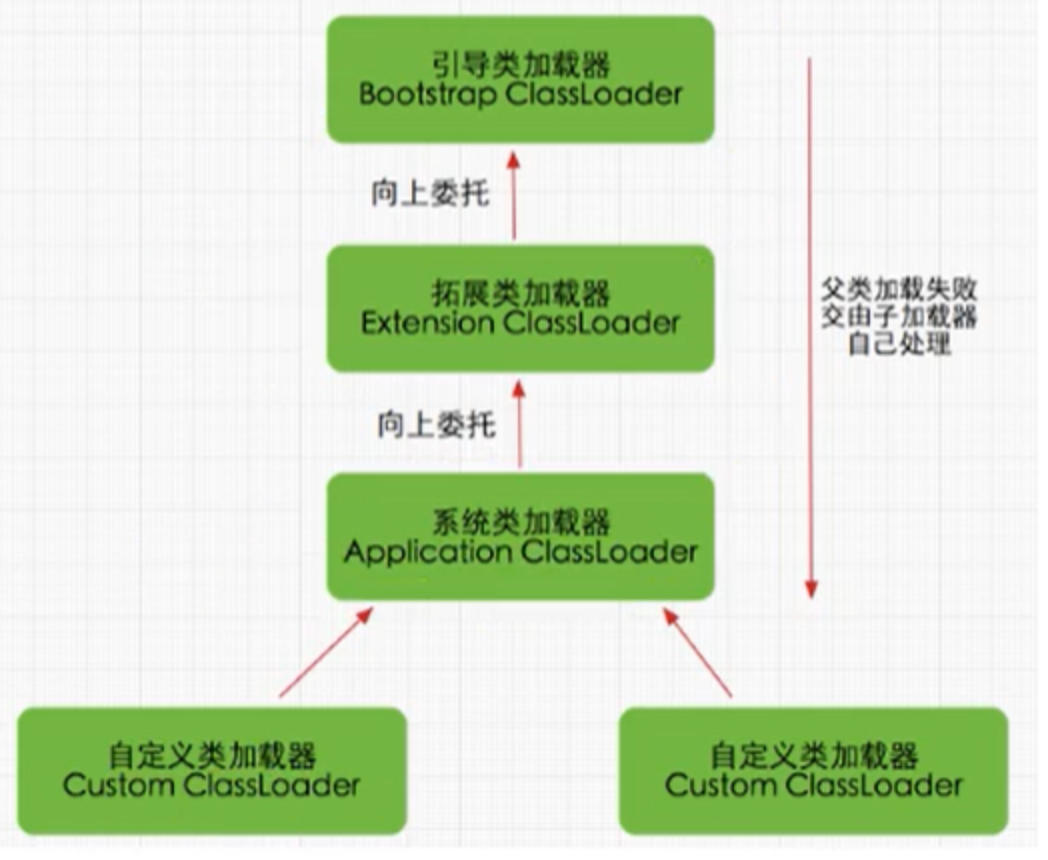 引导类加载器
Bootstrap ClassLoader
向上委托
拓展类加载器
Extension ClassLoader
父类加载失败
交由子加载器
自己处理
向上委托
系统类加载器
Application ClassLoader
自定义类加载器
Custom ClassLoader
自定义类加载器
Custom ClassLoader